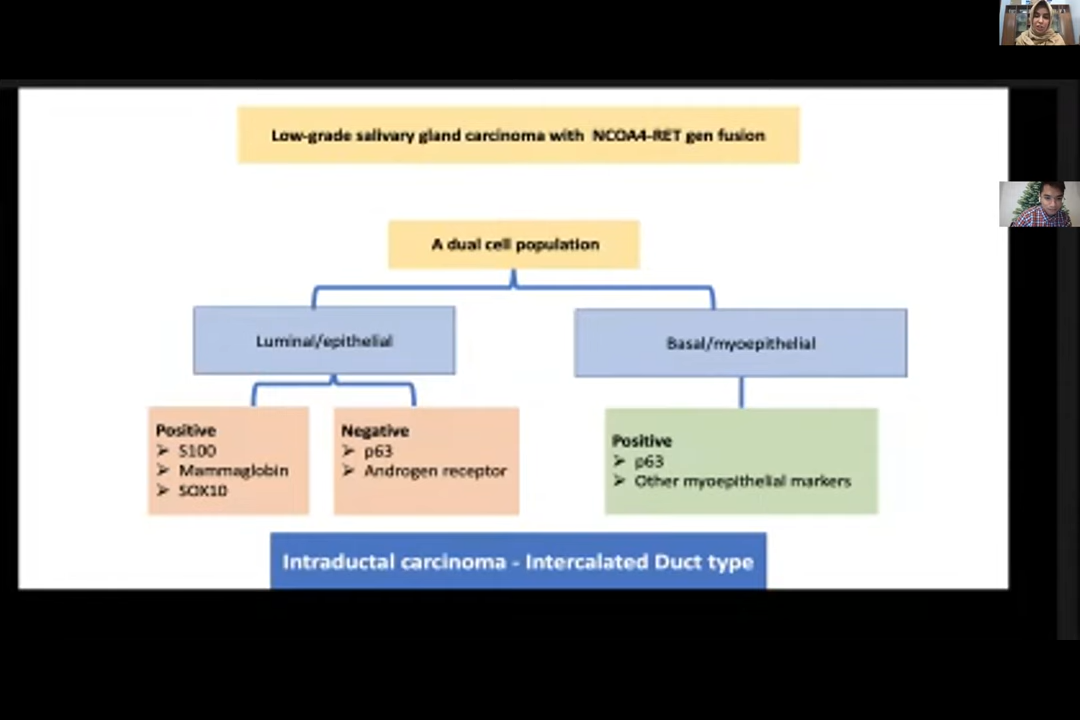 Low-grade salivary gland carcinoma with NCOA4-RET gen fusion
A dual cell population
Luminal/epithelial
Basal/myoepithelial
Positive
➢ S100
➢ Mammaglobin
➢ SOX10
Negative
➢ p63
➢ Androgen receptor
Positive
➢ p63
➢ Other myoepithelial markers
Intraductal carcinoma - Intercalated Duct type